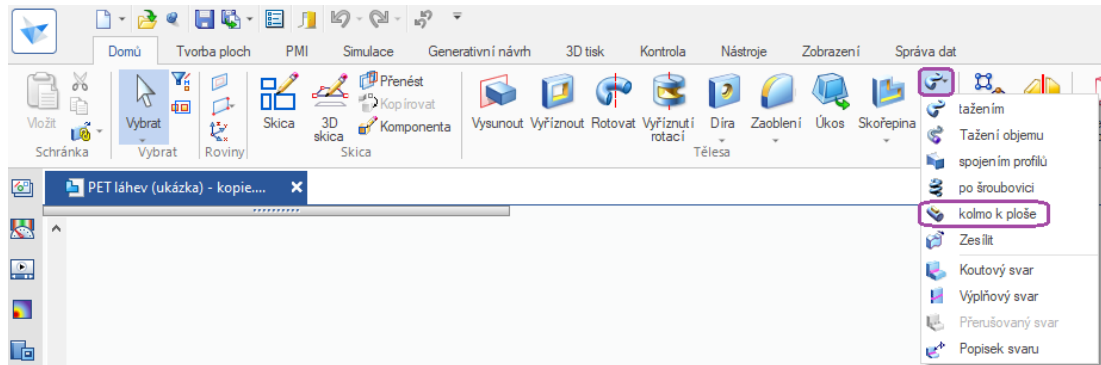 Domů Tvorba ploch PMI Simulace Generativní návrh 3D tisk Kontrola Nástroje Zobrazení Správa dat
Vložit
Schránka
Vybrat
Vybrat
Roviny
Skica
3D skica
Přenést
Kopírovat
Komponenta
Skica
Vysunout
Vyříznout
Rotovat
Vyříznutí rotací
Díra
Zaoblení
Úkos
Skořepina
Tělesa
tažením
Tažení objemu
spojením profilů
po šroubovici
kolmo k ploše
Zesílit
Koutový svar
Výplňový svar
Přerušovaný svar
Popisek svaru
PET láhev (ukázka) - kopie....